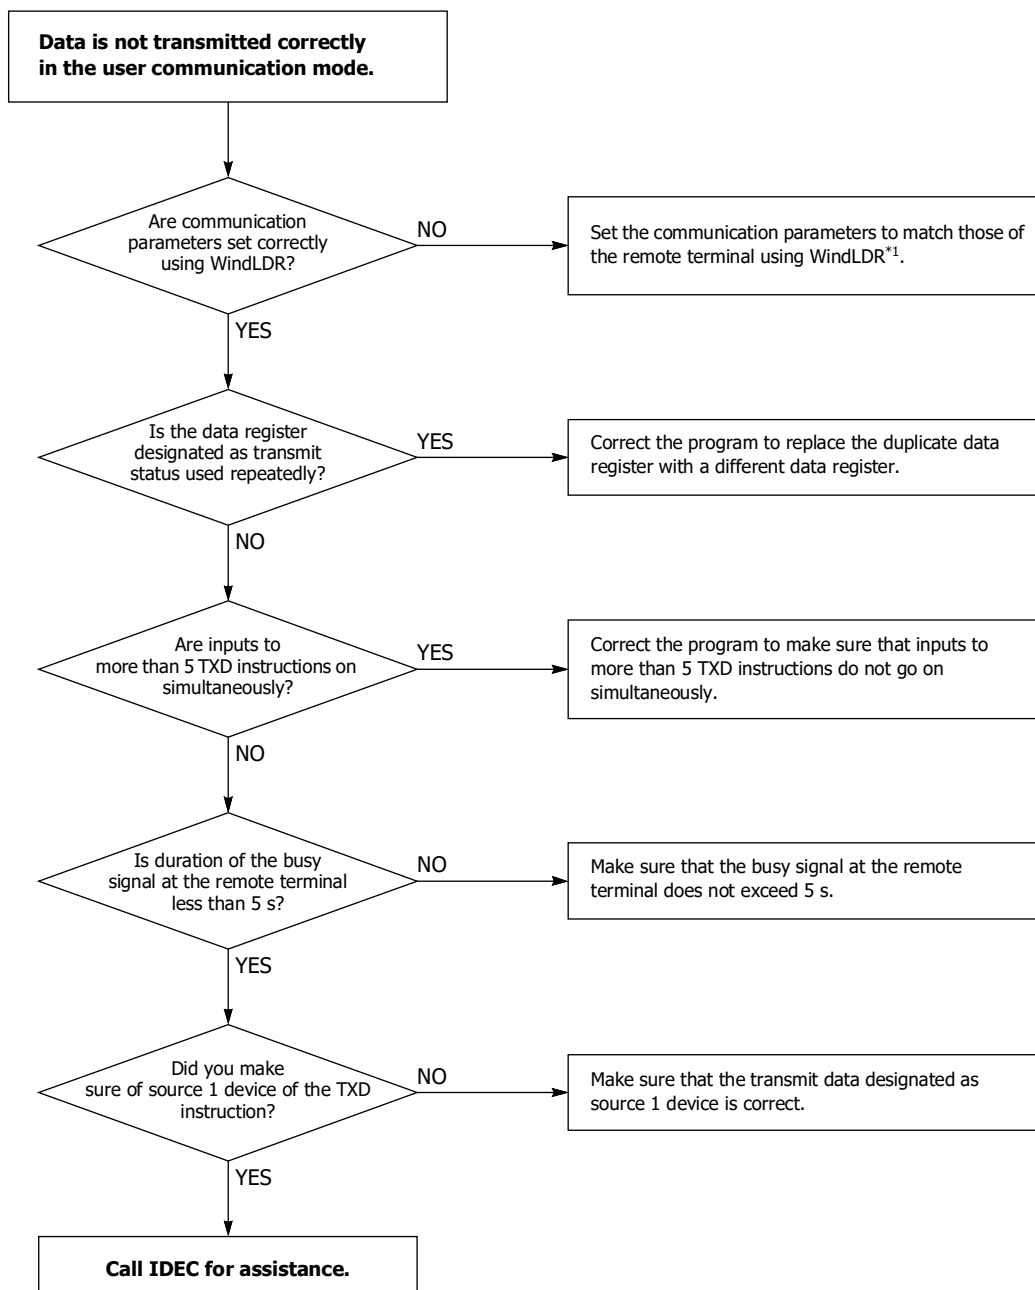 Data is not transmitted correctly
in the user communication mode.
Are communication
parameters set correctly
using WindLDR?
NO
Set the communication parameters to match those of
the remote terminal using WindLDR*1.
YES
Is the data register
designated as transmit
status used repeatedly?
YES
Correct the program to replace the duplicate data
register with a different data register.
NO
Are inputs to
more than 5 TXD instructions on
simultaneously?
YES
Correct the program to make sure that inputs to
more than 5 TXD instructions do not go on
simultaneously.
NO
Is duration of the busy
signal at the remote terminal
less than 5 s?
NO
Make sure that the busy signal at the remote
terminal does not exceed 5 s.
YES
Did you make
sure of source 1 device of the TXD
instruction?
NO
Make sure that the transmit data designated as
source 1 device is correct.
YES
Call IDEC for assistance.